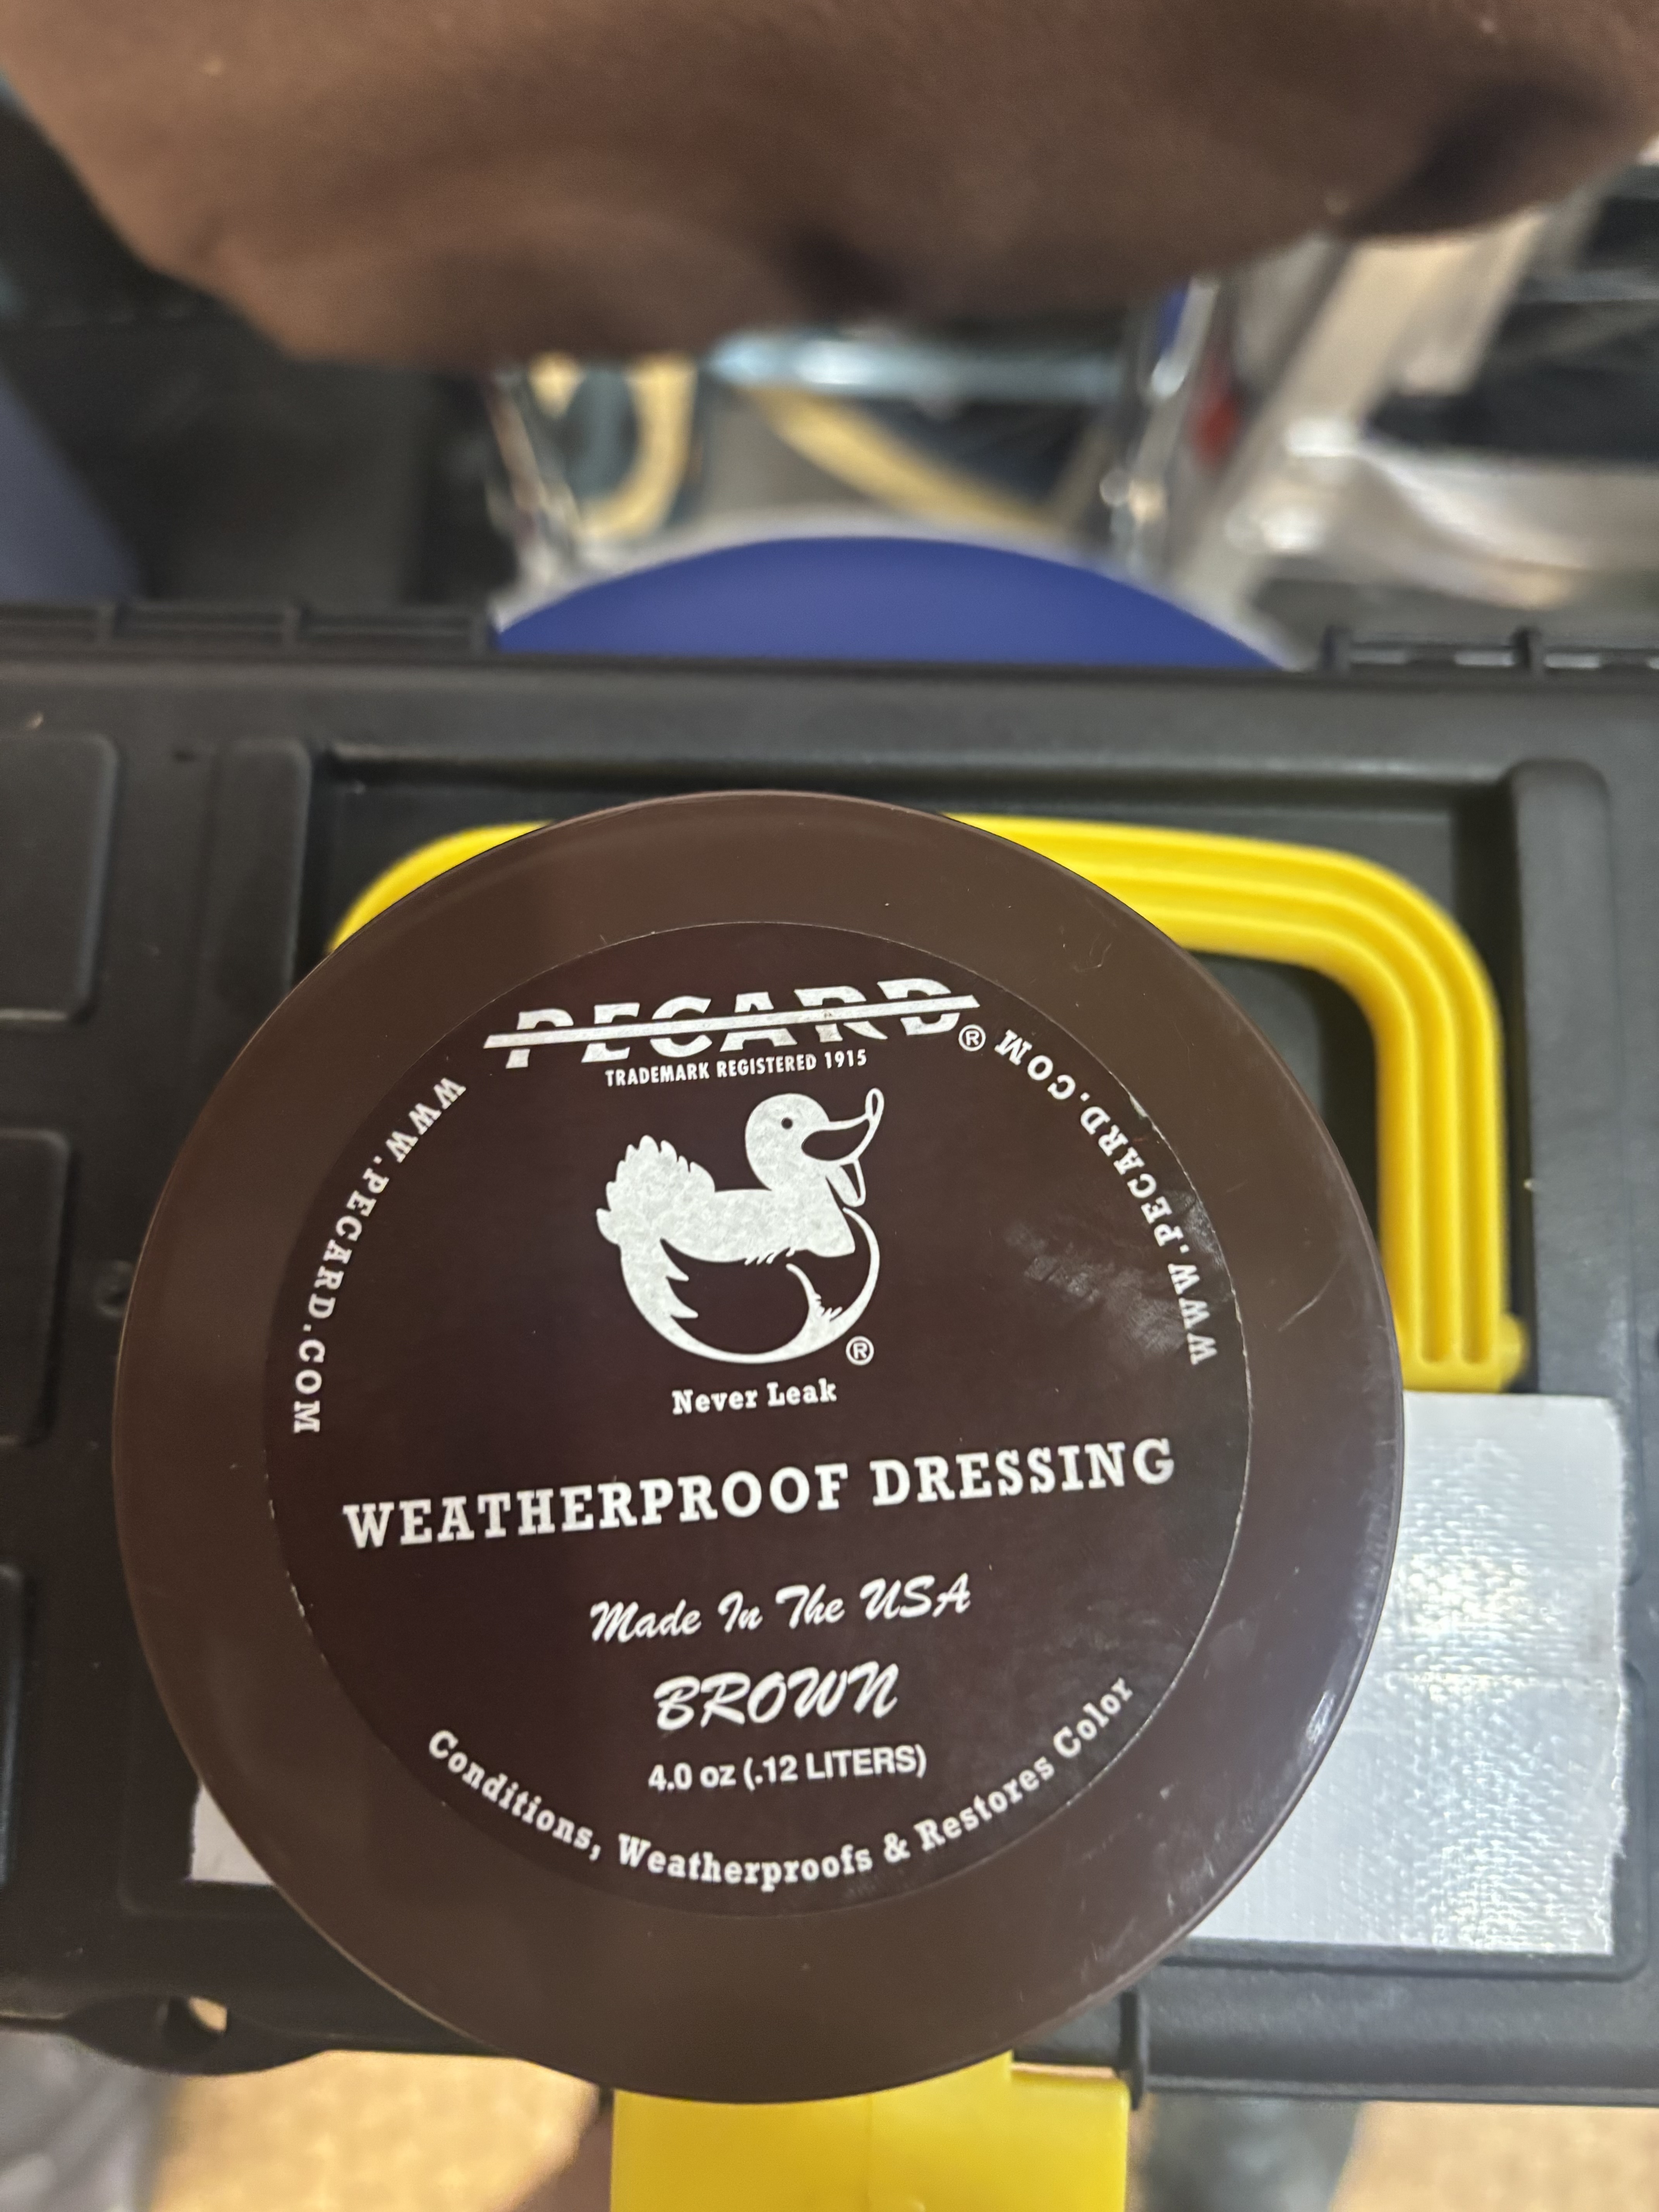 PECARD®
TRADEMARK REGISTERED 1915
WWW.PECARD.COM
WWW.PECARD.COM
®
Never Leak
WEATHERPROOF DRESSING
Made In The USA
BROWN
4.0 oz (.12 LITERS)
Conditions, Weatherproofs & Restores Color